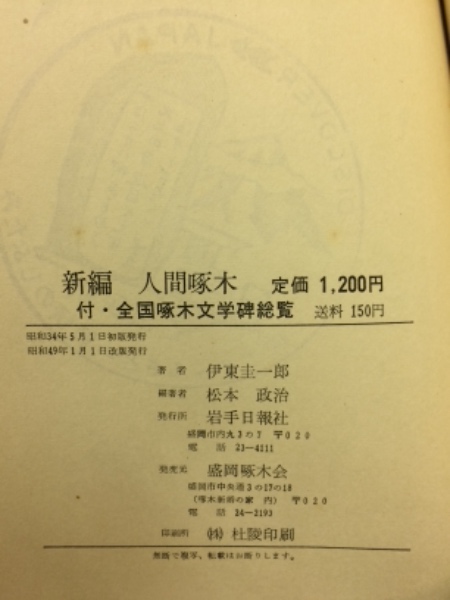 DISCOVER JAPAN
新編 人間啄木 定価 1,200円
付・全国啄木文学碑総覧 送料 150円
昭和34年5月1日初版発行
昭和49年1月1日改版発行
著者 伊東圭一郎
編著者 松本 政治
発行所 岩手日報社
盛岡市内丸3の7 〒020
電話 23-4111
発売元 盛岡啄木会
盛岡市中央通3の17の18
(啄木新婚の家 内) 〒020
電話 24-2193
印刷所 ㈱ 杜陵印刷
無断で複写、転載はお断りします。